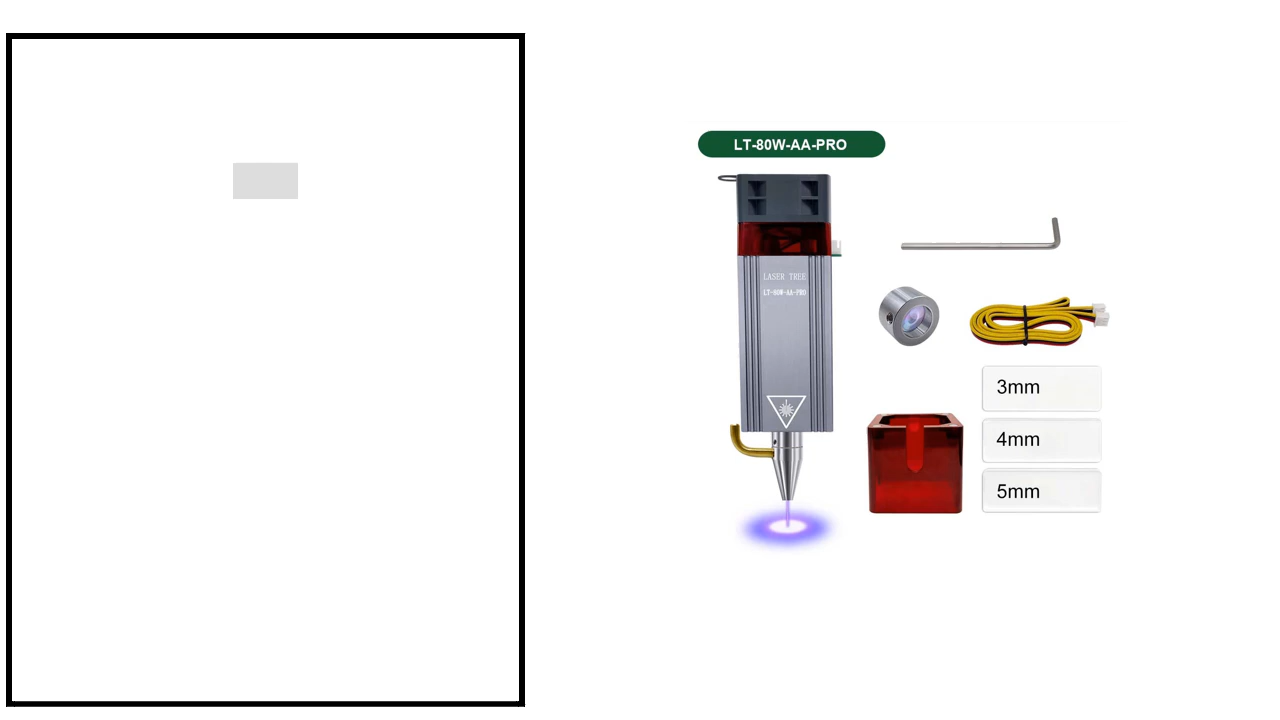 LT-80W-AA-PRO
LASER TREE
LT-80W-AA-PRO
3mm
4mm
5mm